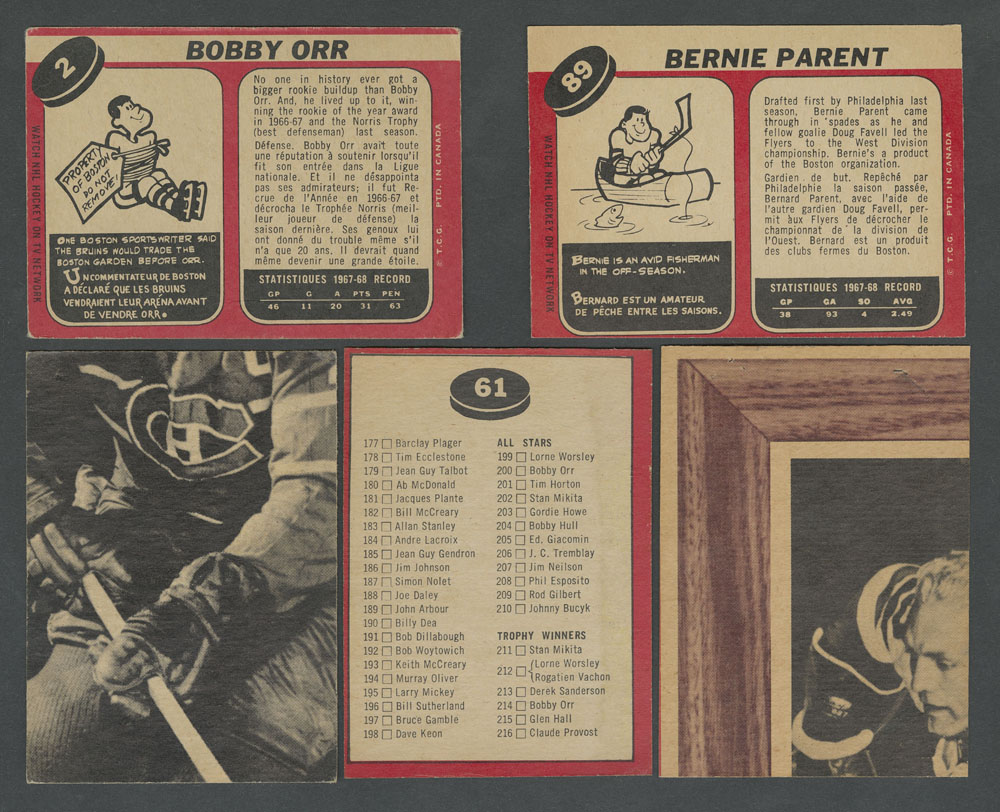 2
BOBBY ORR
WATCH NHL HOCKEY ON TV NETWORK
PROPERTY
OF BOSTON
DO NOT
REMOVE!
ONE BOSTON SPORTSWRITER SAID
THE BRUINS WOULD TRADE THE
BOSTON GARDEN BEFORE ORR.
UN COMMENTATEUR DE BOSTON
A DÉCLARÉ QUE LES BRUINS
VENDRAIENT LEUR ARÉNA AVANT
DE VENDRE ORR.
No one in history ever got a
bigger rookie buildup than Bobby
Orr. And, he lived up to it, win-
ning the rookie of the year award
in 1966-67 and the Norris Trophy
(best defenseman) last season.
Défense. Bobby Orr avait toute
une réputation à soutenir lorsqu'il
fit son entrée dans la Ligue
nationale. Et il ne désappointa
pas ses admirateurs; il fut Re-
crue de l'Année en 1966-67 et
décrocha le Trophée Norris (meil-
leur joueur de défense) la
saison dernière. Ses genoux lui
ont donné du trouble même s'il
n'a que 20 ans. Il devrait quand
même devenir une grande étoile.
STATISTIQUES 1967-68 RECORD
GP G A PTS PEN
46 11 20 31 63
© T.C.G. PTD. IN CANADA
89
BERNIE PARENT
WATCH NHL HOCKEY ON TV NETWORK
BERNIE IS AN AVID FISHERMAN
IN THE OFF-SEASON.
BERNARD EST UN AMATEUR
DE PÊCHE ENTRE LES SAISONS.
Drafted first by Philadelphia last
season, Bernie Parent came
through in 'spades as he and
fellow goalie Doug Favell led the
Flyers to the West Division
championship. Bernie's a product
of the Boston organization.
Gardien de but. Repêché par
Philadelphia la saison passée,
Bernard Parent, avec l'aide de
l'autre gardien Doug Favell, per-
mit aux Flyers de décrocher le
championnat de la division de
l'Ouest. Bernard est un produit
des clubs fermes du Boston.
STATISTIQUES 1967-68 RECORD
GP GA SO AVG
38 93 4 2.49
© T.C.G. PTD. IN CANADA
61
177 Barclay Plager
178 Tim Ecclestone
179 Jean Guy Talbot
180 Ab McDonald
181 Jacques Plante
182 Bill McCreary
183 Allan Stanley
184 Andre Lacroix
185 Jean Guy Gendron
186 Jim Johnson
187 Simon Nolet
188 Joe Daley
189 John Arbour
190 Billy Dea
191 Bob Dillabough
192 Bob Woytowich
193 Keith McCreary
194 Murray Oliver
195 Larry Mickey
196 Bill Sutherland
197 Bruce Gamble
198 Dave Keon
ALL STARS
199 Lorne Worsley
200 Bobby Orr
201 Tim Horton
202 Stan Mikita
203 Gordie Howe
204 Bobby Hull
205 Ed. Giacomin
206 J. C. Tremblay
207 Jim Neilson
208 Phil Esposito
209 Rod Gilbert
210 Johnny Bucyk
TROPHY WINNERS
211 Stan Mikita
212 {Lorne Worsley
Rogatien Vachon
213 Derek Sanderson
214 Bobby Orr
215 Glen Hall
216 Claude Provost